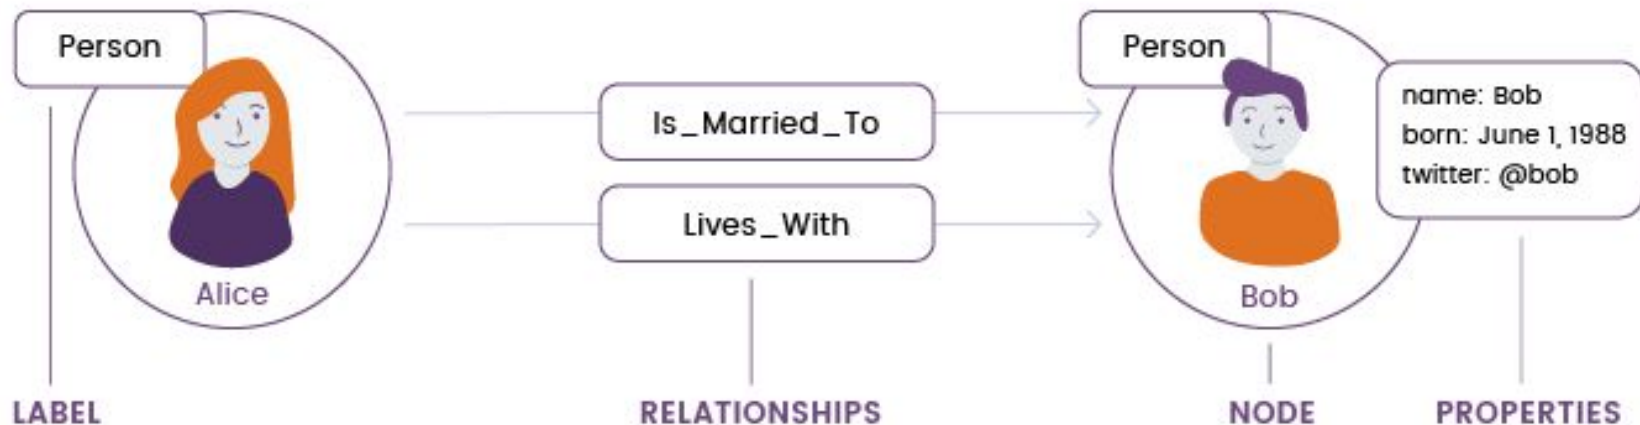 Person
Alice
Is_Married_To
Lives_With
Person
Bob
name: Bob
born: June 1, 1988
twitter: @bob
LABEL
RELATIONSHIPS
NODE
PROPERTIES